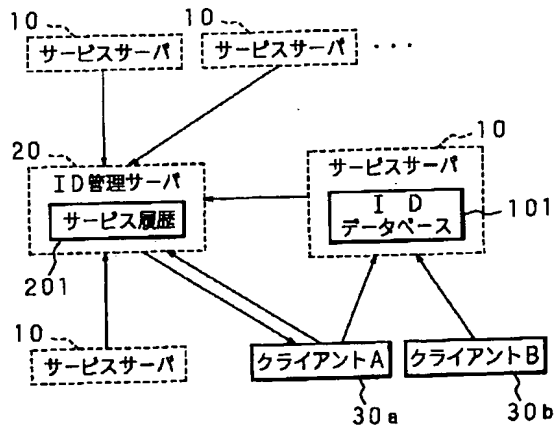 10
10
サービスサーバ
サービスサーバ
・・・
20
10
ID管理サーバ
サービス履歴
サービスサーバ
I D
データベース
101
201
10
サービスサーバ
クライアントA
クライアントB
30a
30b